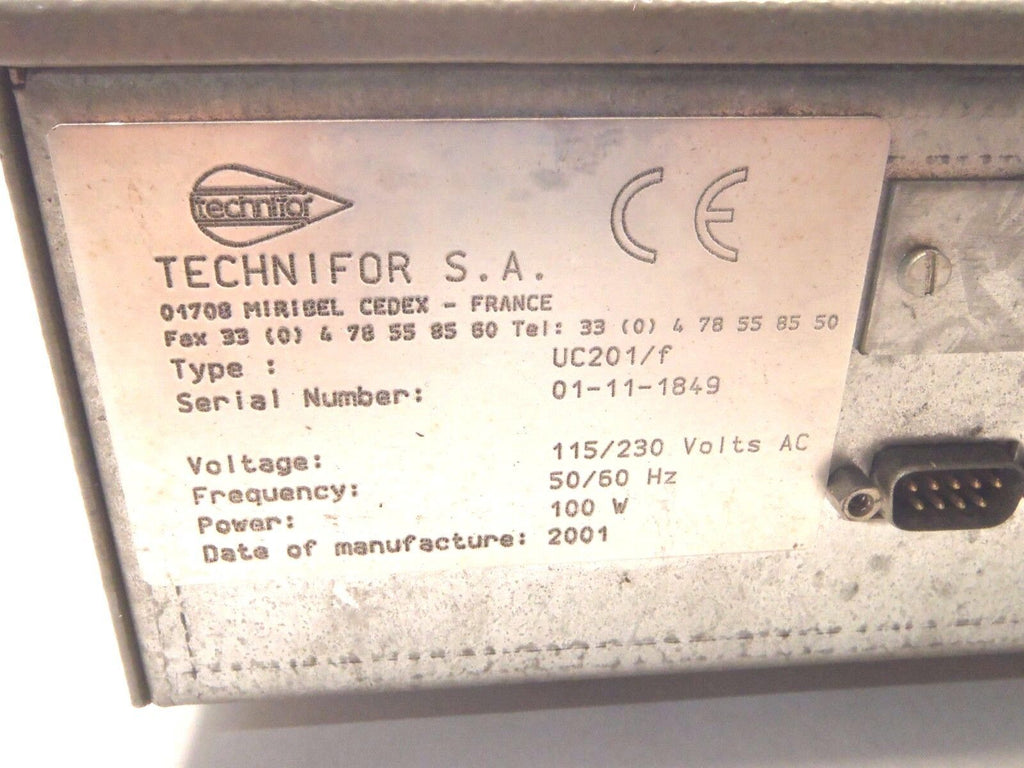 technifor
CE
TECHNIFOR S.A.
01708 MIRIBEL CEDEX - FRANCE
Fax 33 (0) 4 78 55 85 60 Tel: 33 (0) 4 78 55 85 50
Type : UC201/f
Serial Number: 01-11-1849
Voltage: 115/230 Volts AC
Frequency: 50/60 Hz
Power: 100 W
Date of manufacture: 2001